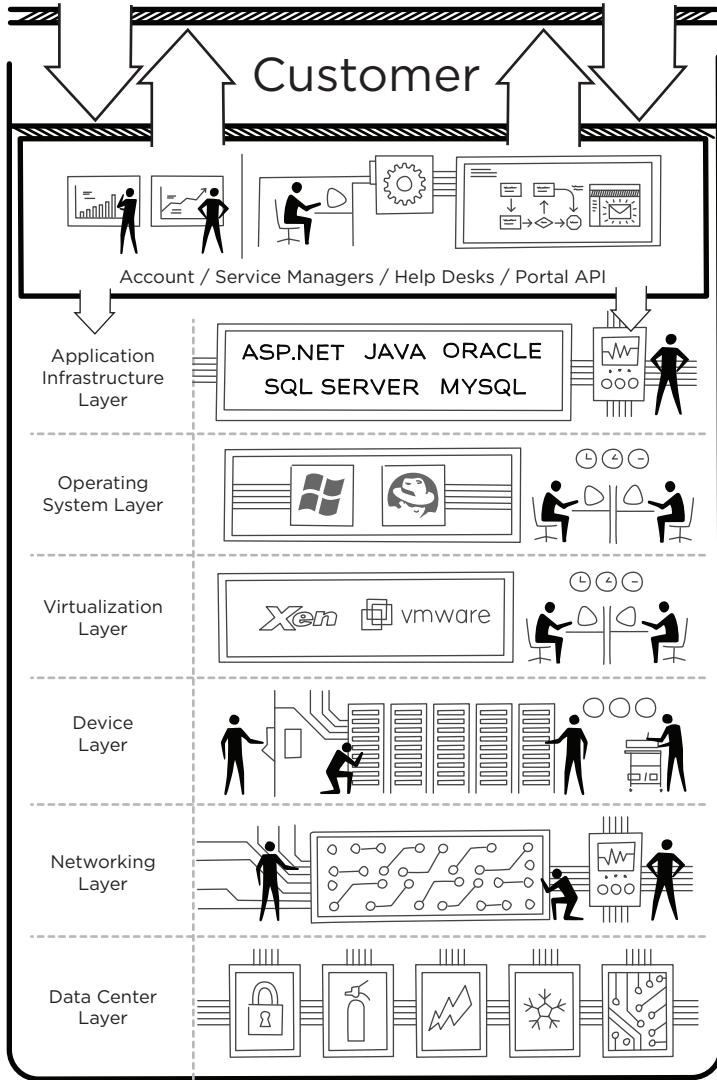 Customer
Account / Service Managers / Help Desks / Portal API
Application
Infrastructure
Layer
ASP.NET JAVA ORACLE
SQL SERVER MYSQL
Operating
System Layer
Virtualization
Layer
Xen vmware
Device
Layer
Networking
Layer
Data Center
Layer